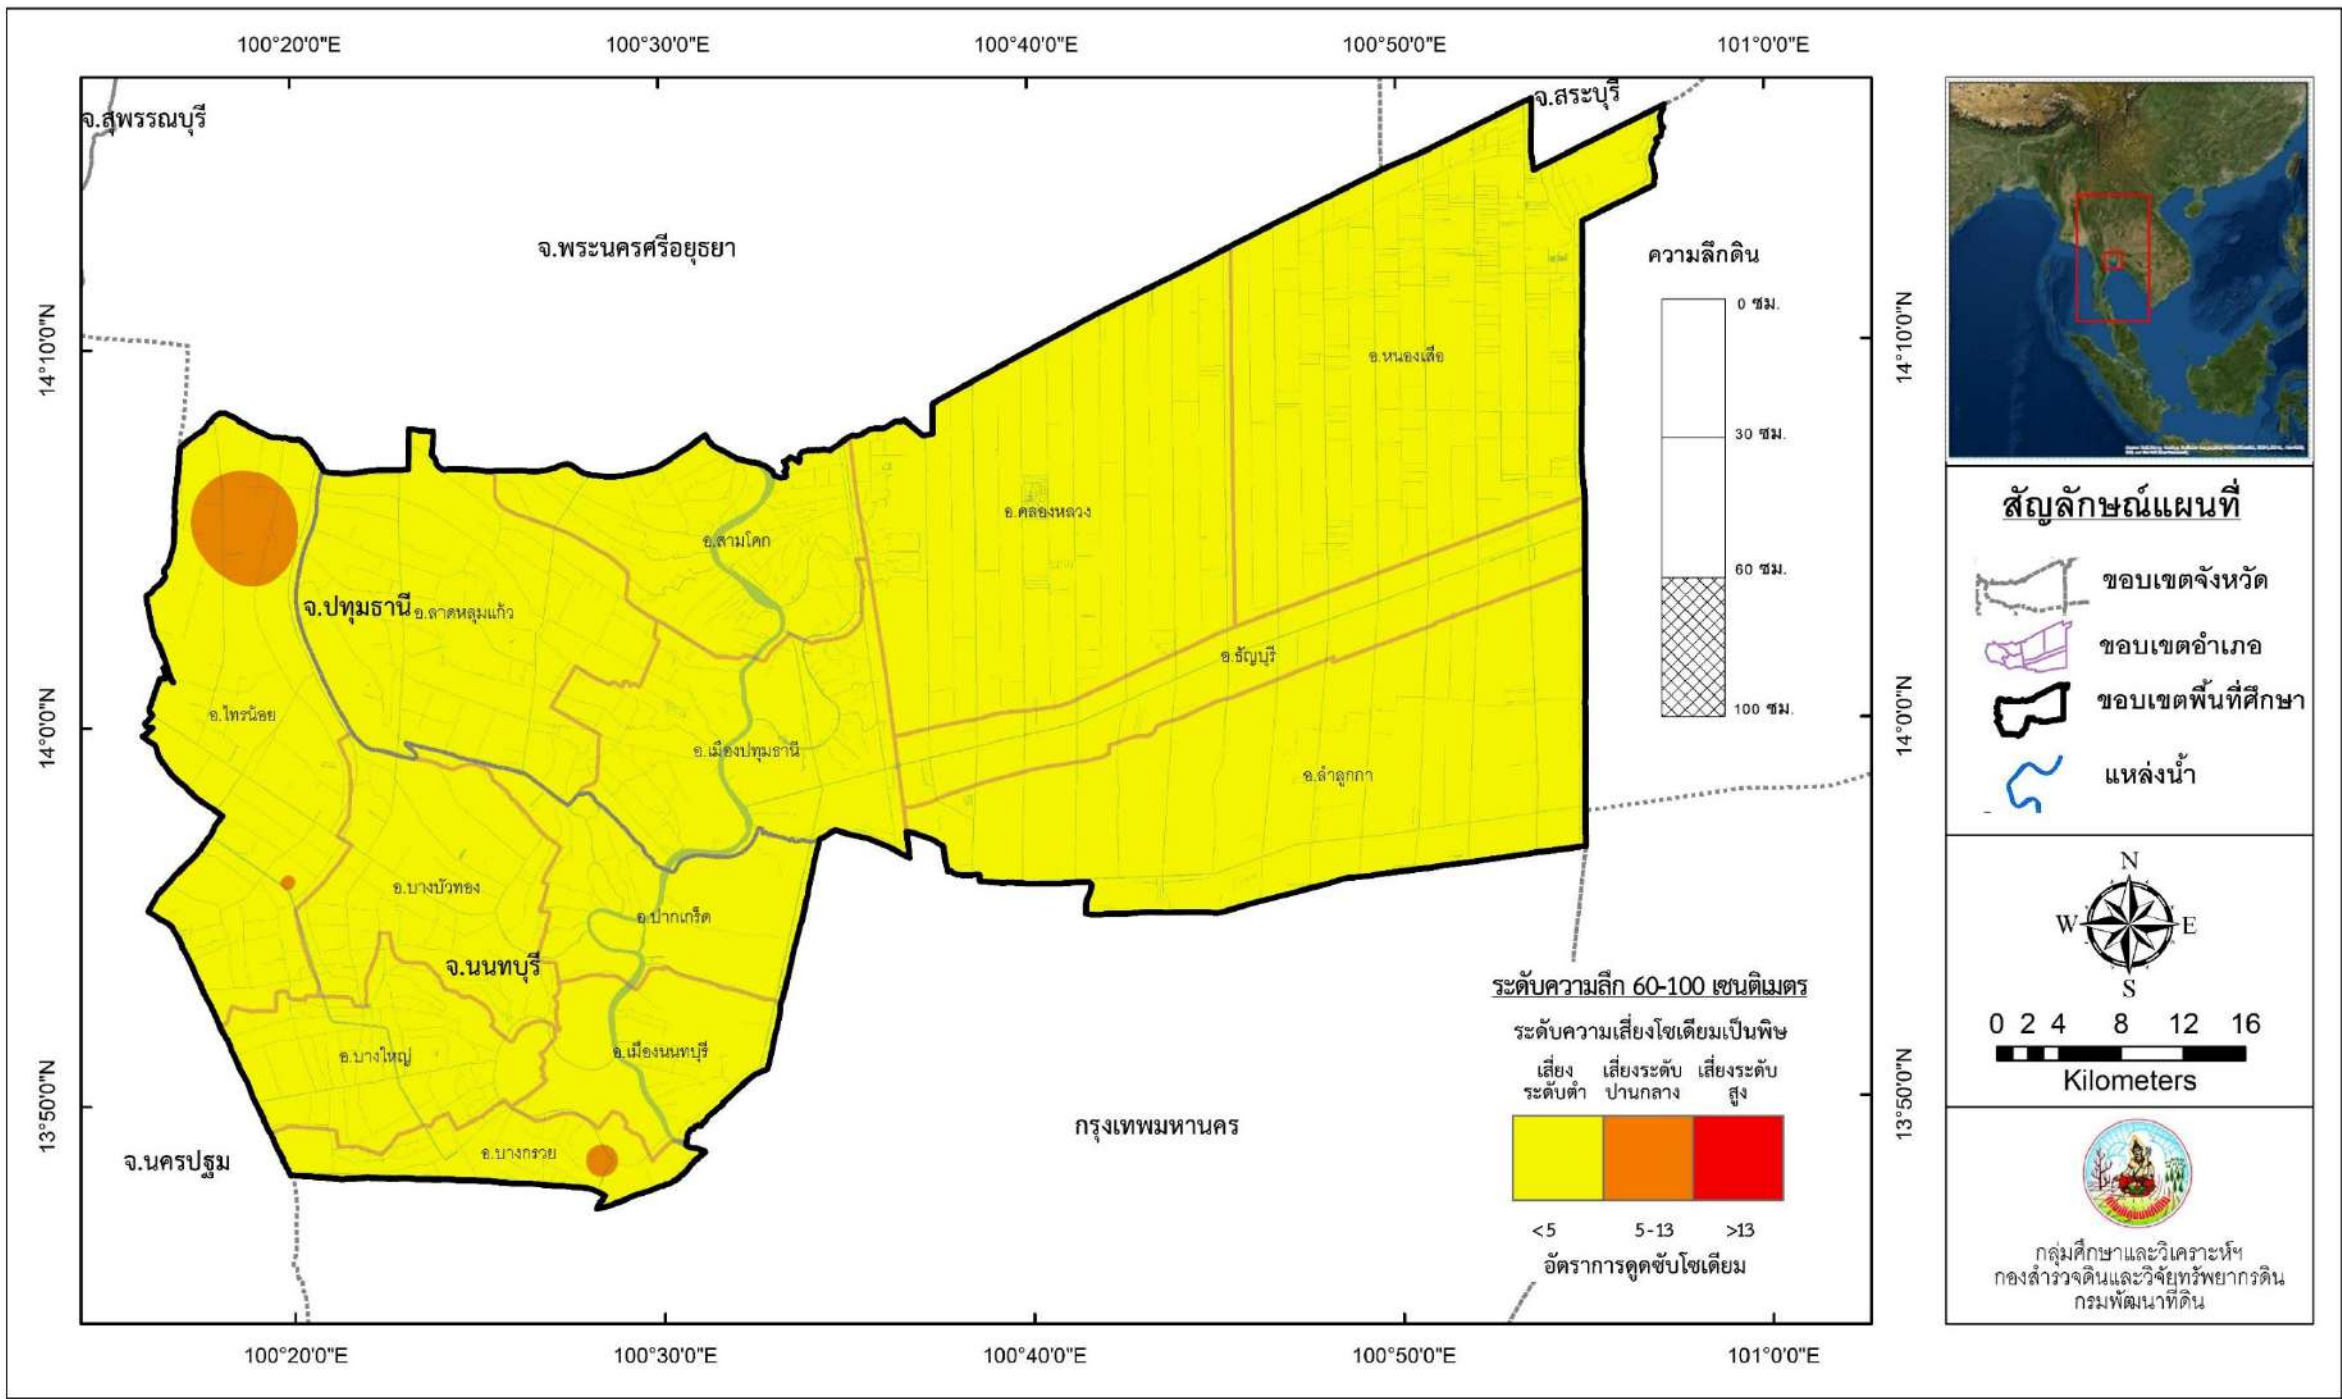 100°20'0"E 100°30'0"E 100°40'0"E 100°50'0"E 101°0'0"E
จ.สุพรรณบุรี
จ.สระบุรี
จ.พระนครศรีอยุธยา
14°10'0"N
14°0'0"N
13°50'0"N
อ.หนองเสือ
อ.คลองหลวง
อ.สามโคก
จ.ปทุมธานี
อ.ลาดหลุมแก้ว
อ.ธัญบุรี
อ.ไทรน้อย
อ.เมืองปทุมธานี
อ.ลำลูกกา
อ.บางบัวทอง
อ.ปากเกร็ด
จ.นนทบุรี
อ.บางใหญ่
อ.เมืองนนทบุรี
อ.บางกรวย
จ.นครปฐม
กรุงเทพมหานคร
ความลึกดิน
0 ซม.
30 ซม.
60 ซม.
100 ซม.
ระดับความลึก 60-100 เซนติเมตร
ระดับความเสี่ยงโซเดียมเป็นพิษ
เสี่ยง เสี่ยงระดับ เสี่ยงระดับ
ระดับต่ำ ปานกลาง สูง
<5 5-13 >13
อัตราการดูดซับโซเดียม
14°10'0"N
14°0'0"N
13°50'0"N
100°20'0"E 100°30'0"E 100°40'0"E 100°50'0"E 101°0'0"E
สัญลักษณ์แผนที่
ขอบเขตจังหวัด
ขอบเขตอำเภอ
ขอบเขตพื้นที่ศึกษา
แหล่งน้ำ
N
W E
S
0 2 4 8 12 16
Kilometers
กลุ่มศึกษาและวิเคราะห์ฯ
กองสำรวจดินและวิจัยทรัพยากรดิน
กรมพัฒนาที่ดิน